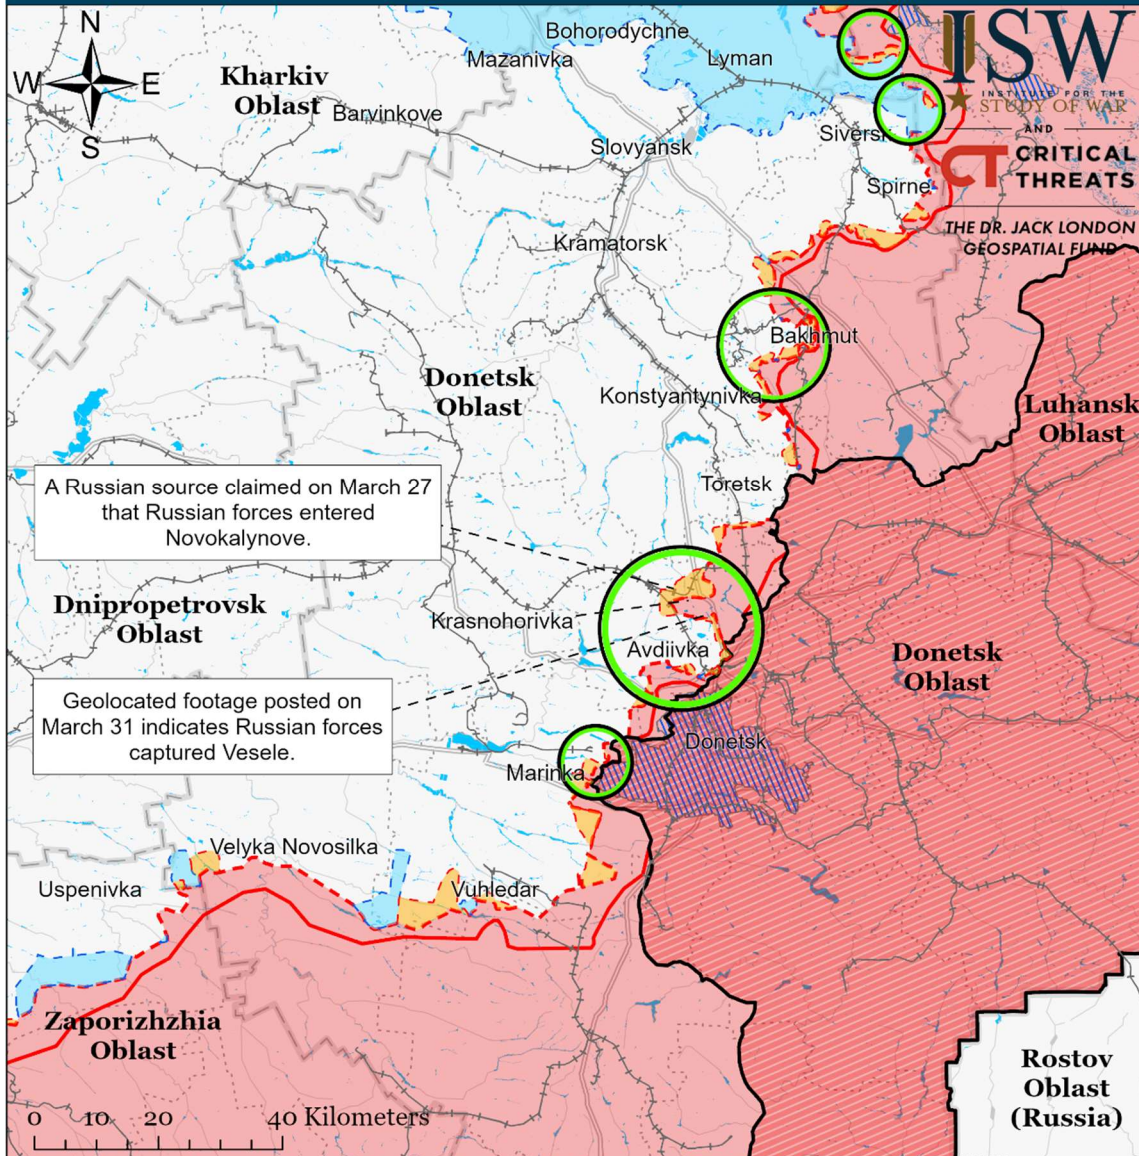 N
W
E
S
Kharkiv
Oblast
Bohorodychne
Mazanivka
Lyman
Barvinkove
Slovyansk
Siversk
Spirne
Kramatorsk
ISW
INSTITUTE FOR THE
STUDY OF WAR
AND
CT CRITICAL
THREATS
THE DR. JACK LONDON
GEOSPATIAL FUND
Bakhmut
Donetsk
Oblast
Konstyantynivka
Luhansk
Oblast
A Russian source claimed on March 27
that Russian forces entered
Novokalynove.
Toretsk
Dnipropetrovsk
Oblast
Krasnohorivka
Avdiivka
Donetsk
Oblast
Geolocated footage posted on
March 31 indicates Russian forces
captured Vesele.
Donetsk
Marinka
Velyka Novosilka
Uspenivka
Vuhledar
Zaporizhzhia
Oblast
Rostov
Oblast
(Russia)
0 10 20 40 Kilometers